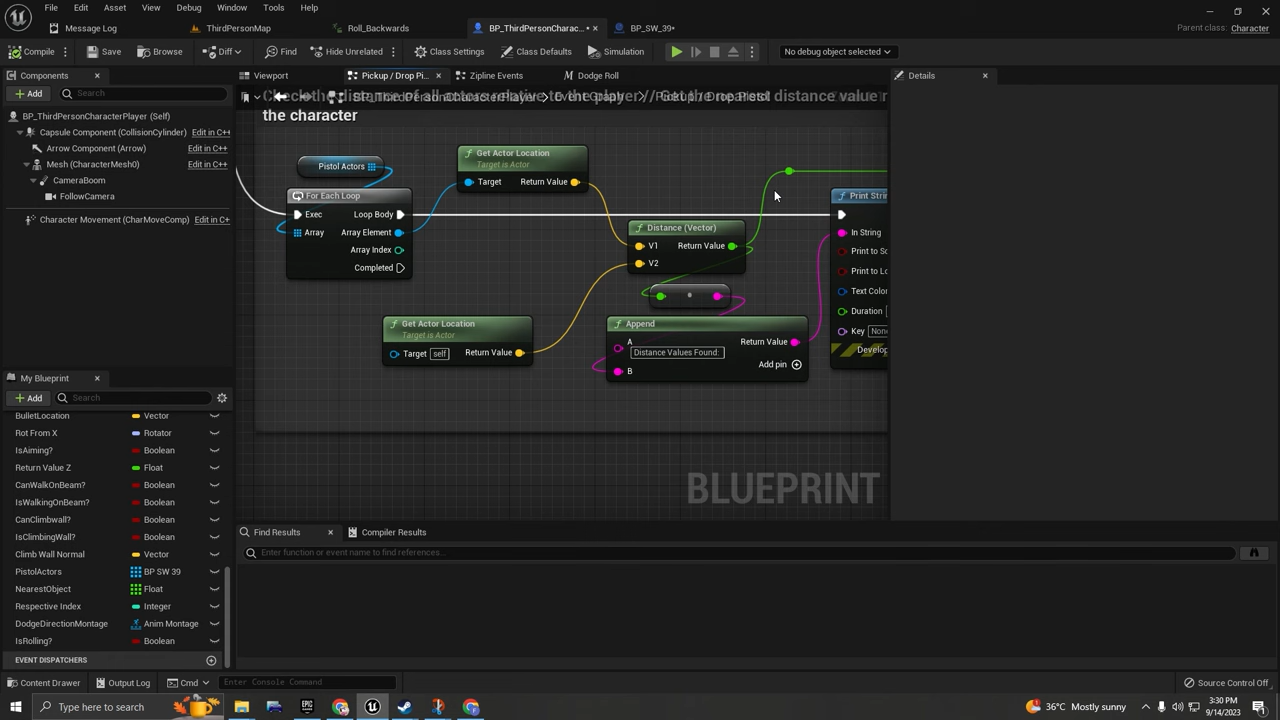 File Edit Asset View Debug Window Tools Help
Parent class: Character
Message Log ThirdPersonMap Roll_Backwards BP_ThirdPersonCharac...• BP_SW_39•
Compile Save Browse Diff Find Hide Unrelated Class Settings Class Defaults Simulation No debug object selected
Components
Add Search
BP_ThirdPersonCharacterPlayer (Self)
Capsule Component (CollisionCylinder) Edit in C++
Arrow Component (Arrow) Edit in C++
Mesh (CharacterMesh0) Edit in C++
CameraBoom
FollowCamera
Character Movement (CharMoveComp) Edit in C+
My Blueprint
Add Search
BulletLocation Vector
Rot From X Rotator
IsAiming? Boolean
Return Value Z Float
CanWalkOnBeam? Boolean
IsWalkingOnBeam? Boolean
CanClimbwall? Boolean
IsClimbingWall? Boolean
Climb Wall Normal Vector
PistolActors BP SW 39
NearestObject Float
Respective Index Integer
DodgeDirectionMontage Anim Montage
IsRolling? Boolean
EVENT DISPATCHERS
Viewport Pickup / Drop Pi... Zipline Events Dodge Roll
BP_ThirdPersonCharacterPlayer Event Graph Pickup / Drop Pistol
the character
Pistol Actors
For Each Loop
Exec Loop Body
Array Array Element
Array Index
Completed
Get Actor Location
Target is Actor
Target Return Value
Distance (Vector)
V1 Return Value
V2
Get Actor Location
Target is Actor
Target self Return Value
Append
A
Distance Values Found:
Return Value
B
Add pin
Print Strin
In String
Print to Sc
Print to Lo
Text Color
Duration
Key None
Develop
BLUEPRINT
Find Results Compiler Results
Enter function or event name to find references...
Details
Content Drawer Output Log Cmd Enter Console Command Source Control Off
Type here to search
36°C Mostly sunny
3:30 PM
9/14/2023